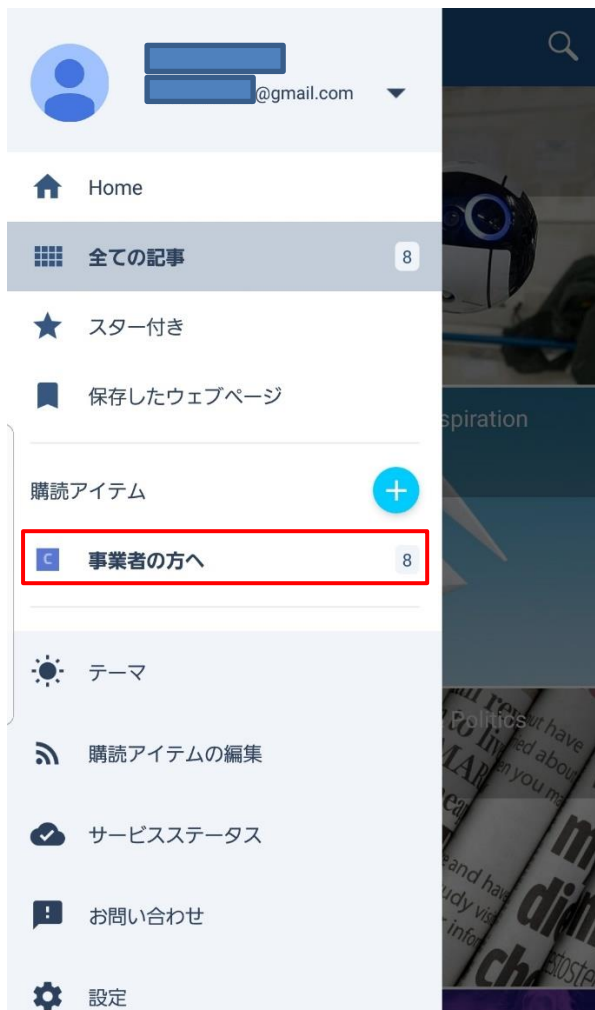 @gmail.com
Home
全ての記事
8
スター付き
保存したウェブページ
spiration
購読アイテム
C
事業者の方へ
8
テーマ
Politics
購読アイテムの編集
サービスステータス
お問い合わせ
設定